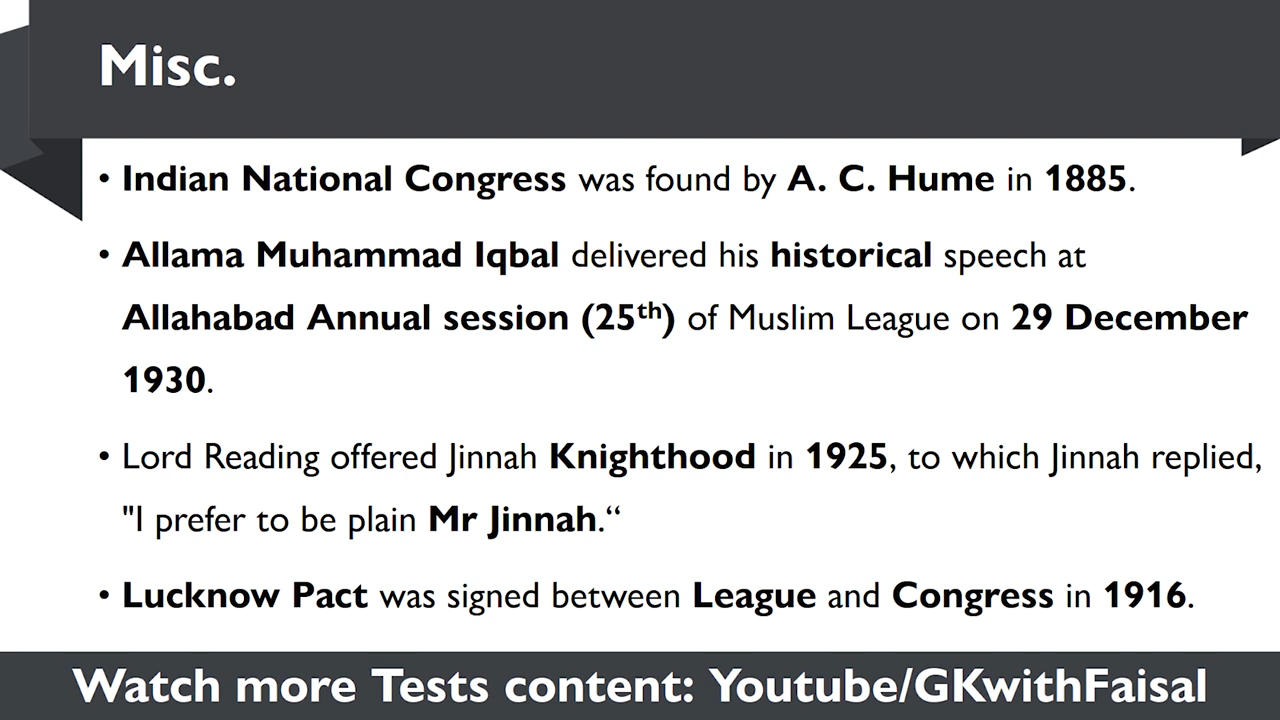 Misc.
• Indian National Congress was found by A. C. Hume in 1885.
• Allama Muhammad Iqbal delivered his historical speech at
Allahabad Annual session (25th) of Muslim League on 29 December
1930.
• Lord Reading offered Jinnah Knighthood in 1925, to which Jinnah replied,
"I prefer to be plain Mr Jinnah.“
• Lucknow Pact was signed between League and Congress in 1916.
Watch more Tests content: Youtube/GKwithFaisal